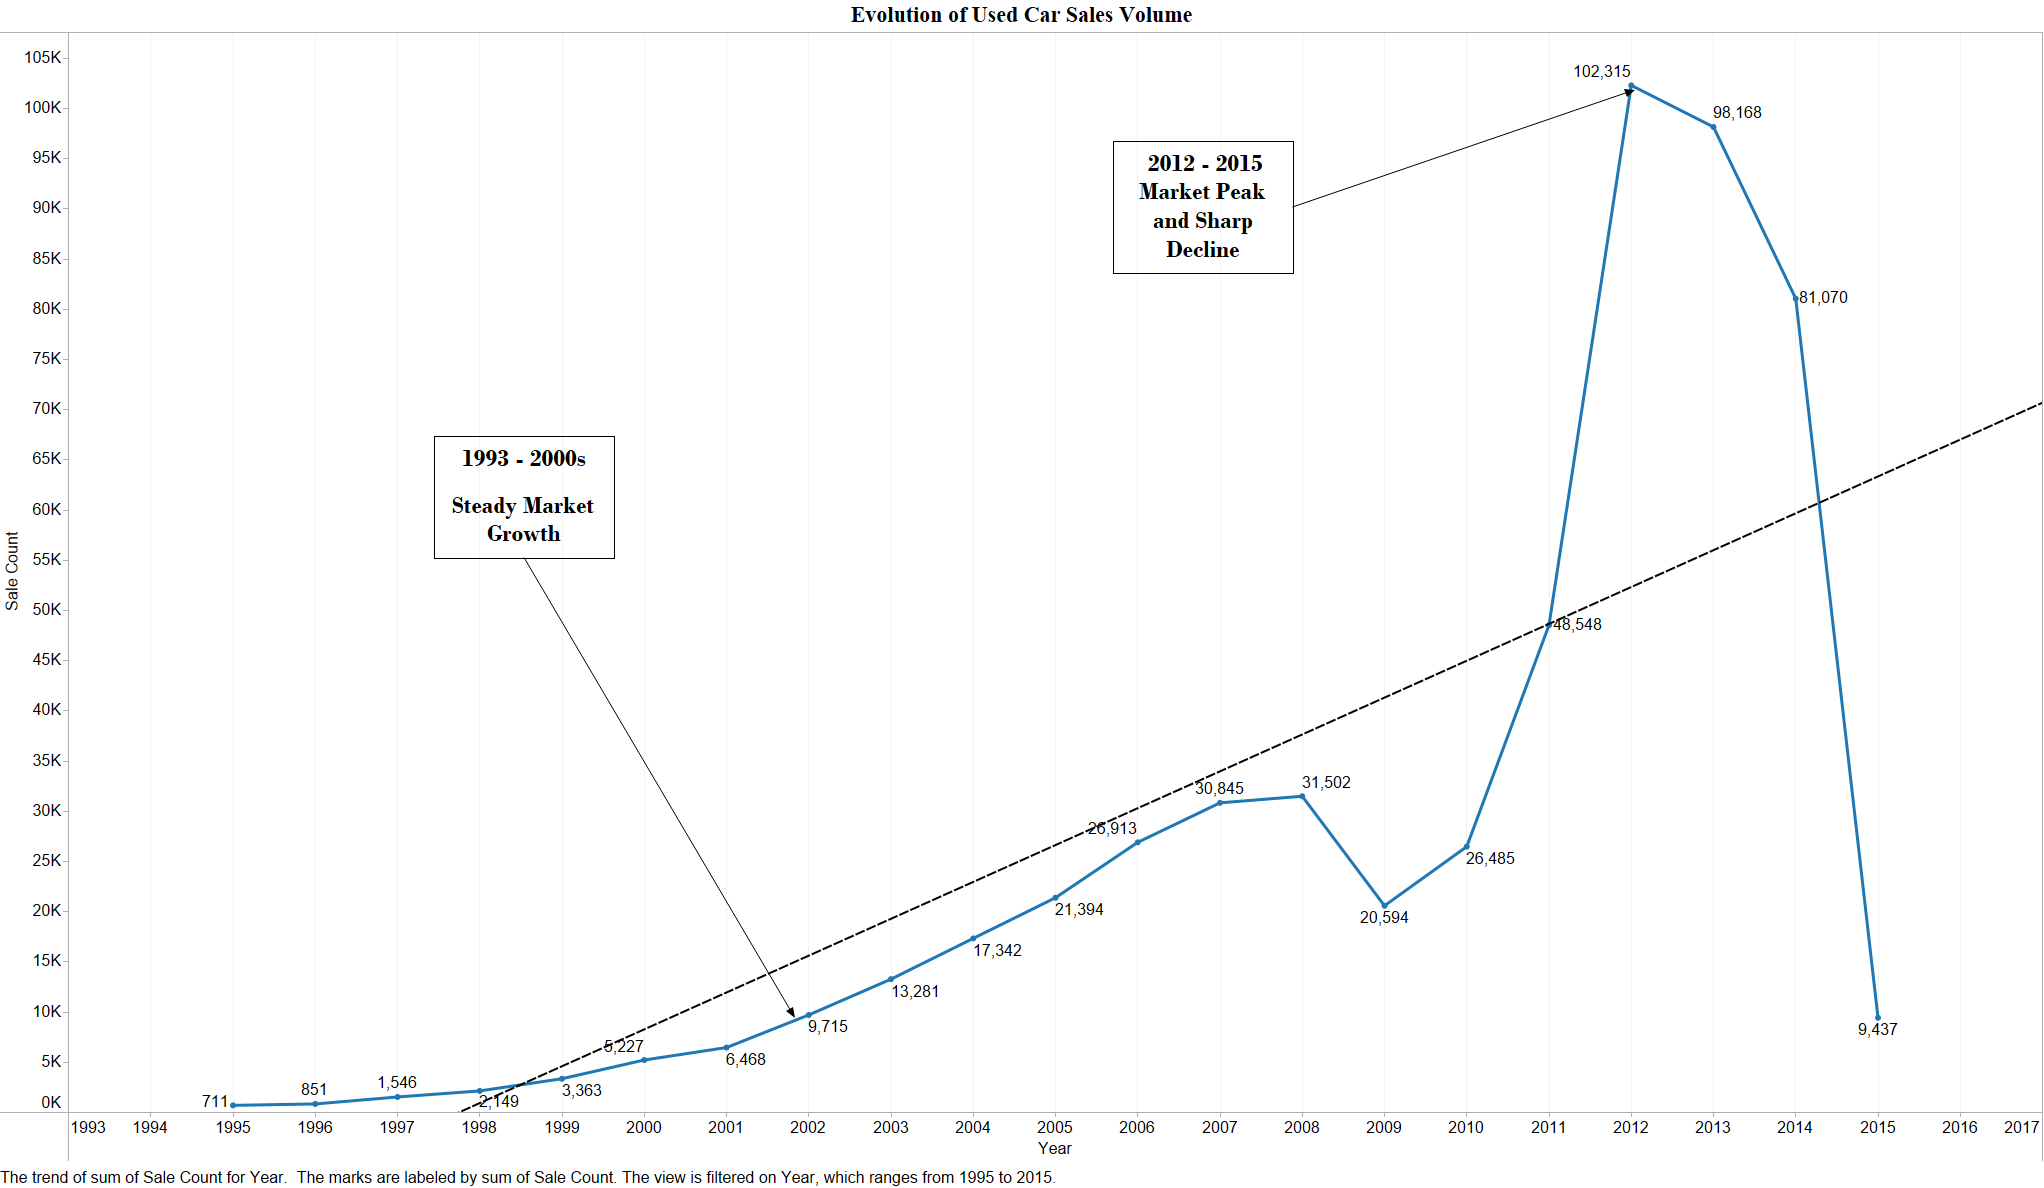 Evolution of Used Car Sales Volume
105K
100K
95K
90K
85K
80K
75K
70K
65K
60K
55K
50K
45K
40K
35K
30K
25K
20K
15K
10K
5K
0K
Sale Count
102,315
98,168
2012 - 2015
Market Peak
and Sharp
Decline
81,070
1993 - 2000s
Steady Market
Growth
48,548
31,502
30,845
26,913
26,485
20,594
21,394
17,342
13,281
9,715
9,437
5,227
6,468
3,363
2,149
1,546
851
711
1993 1994 1995 1996 1997 1998 1999 2000 2001 2002 2003 2004 2005 2006 2007 2008 2009 2010 2011 2012 2013 2014 2015 2016 2017
Year
The trend of sum of Sale Count for Year.  The marks are labeled by sum of Sale Count. The view is filtered on Year, which ranges from 1995 to 2015.